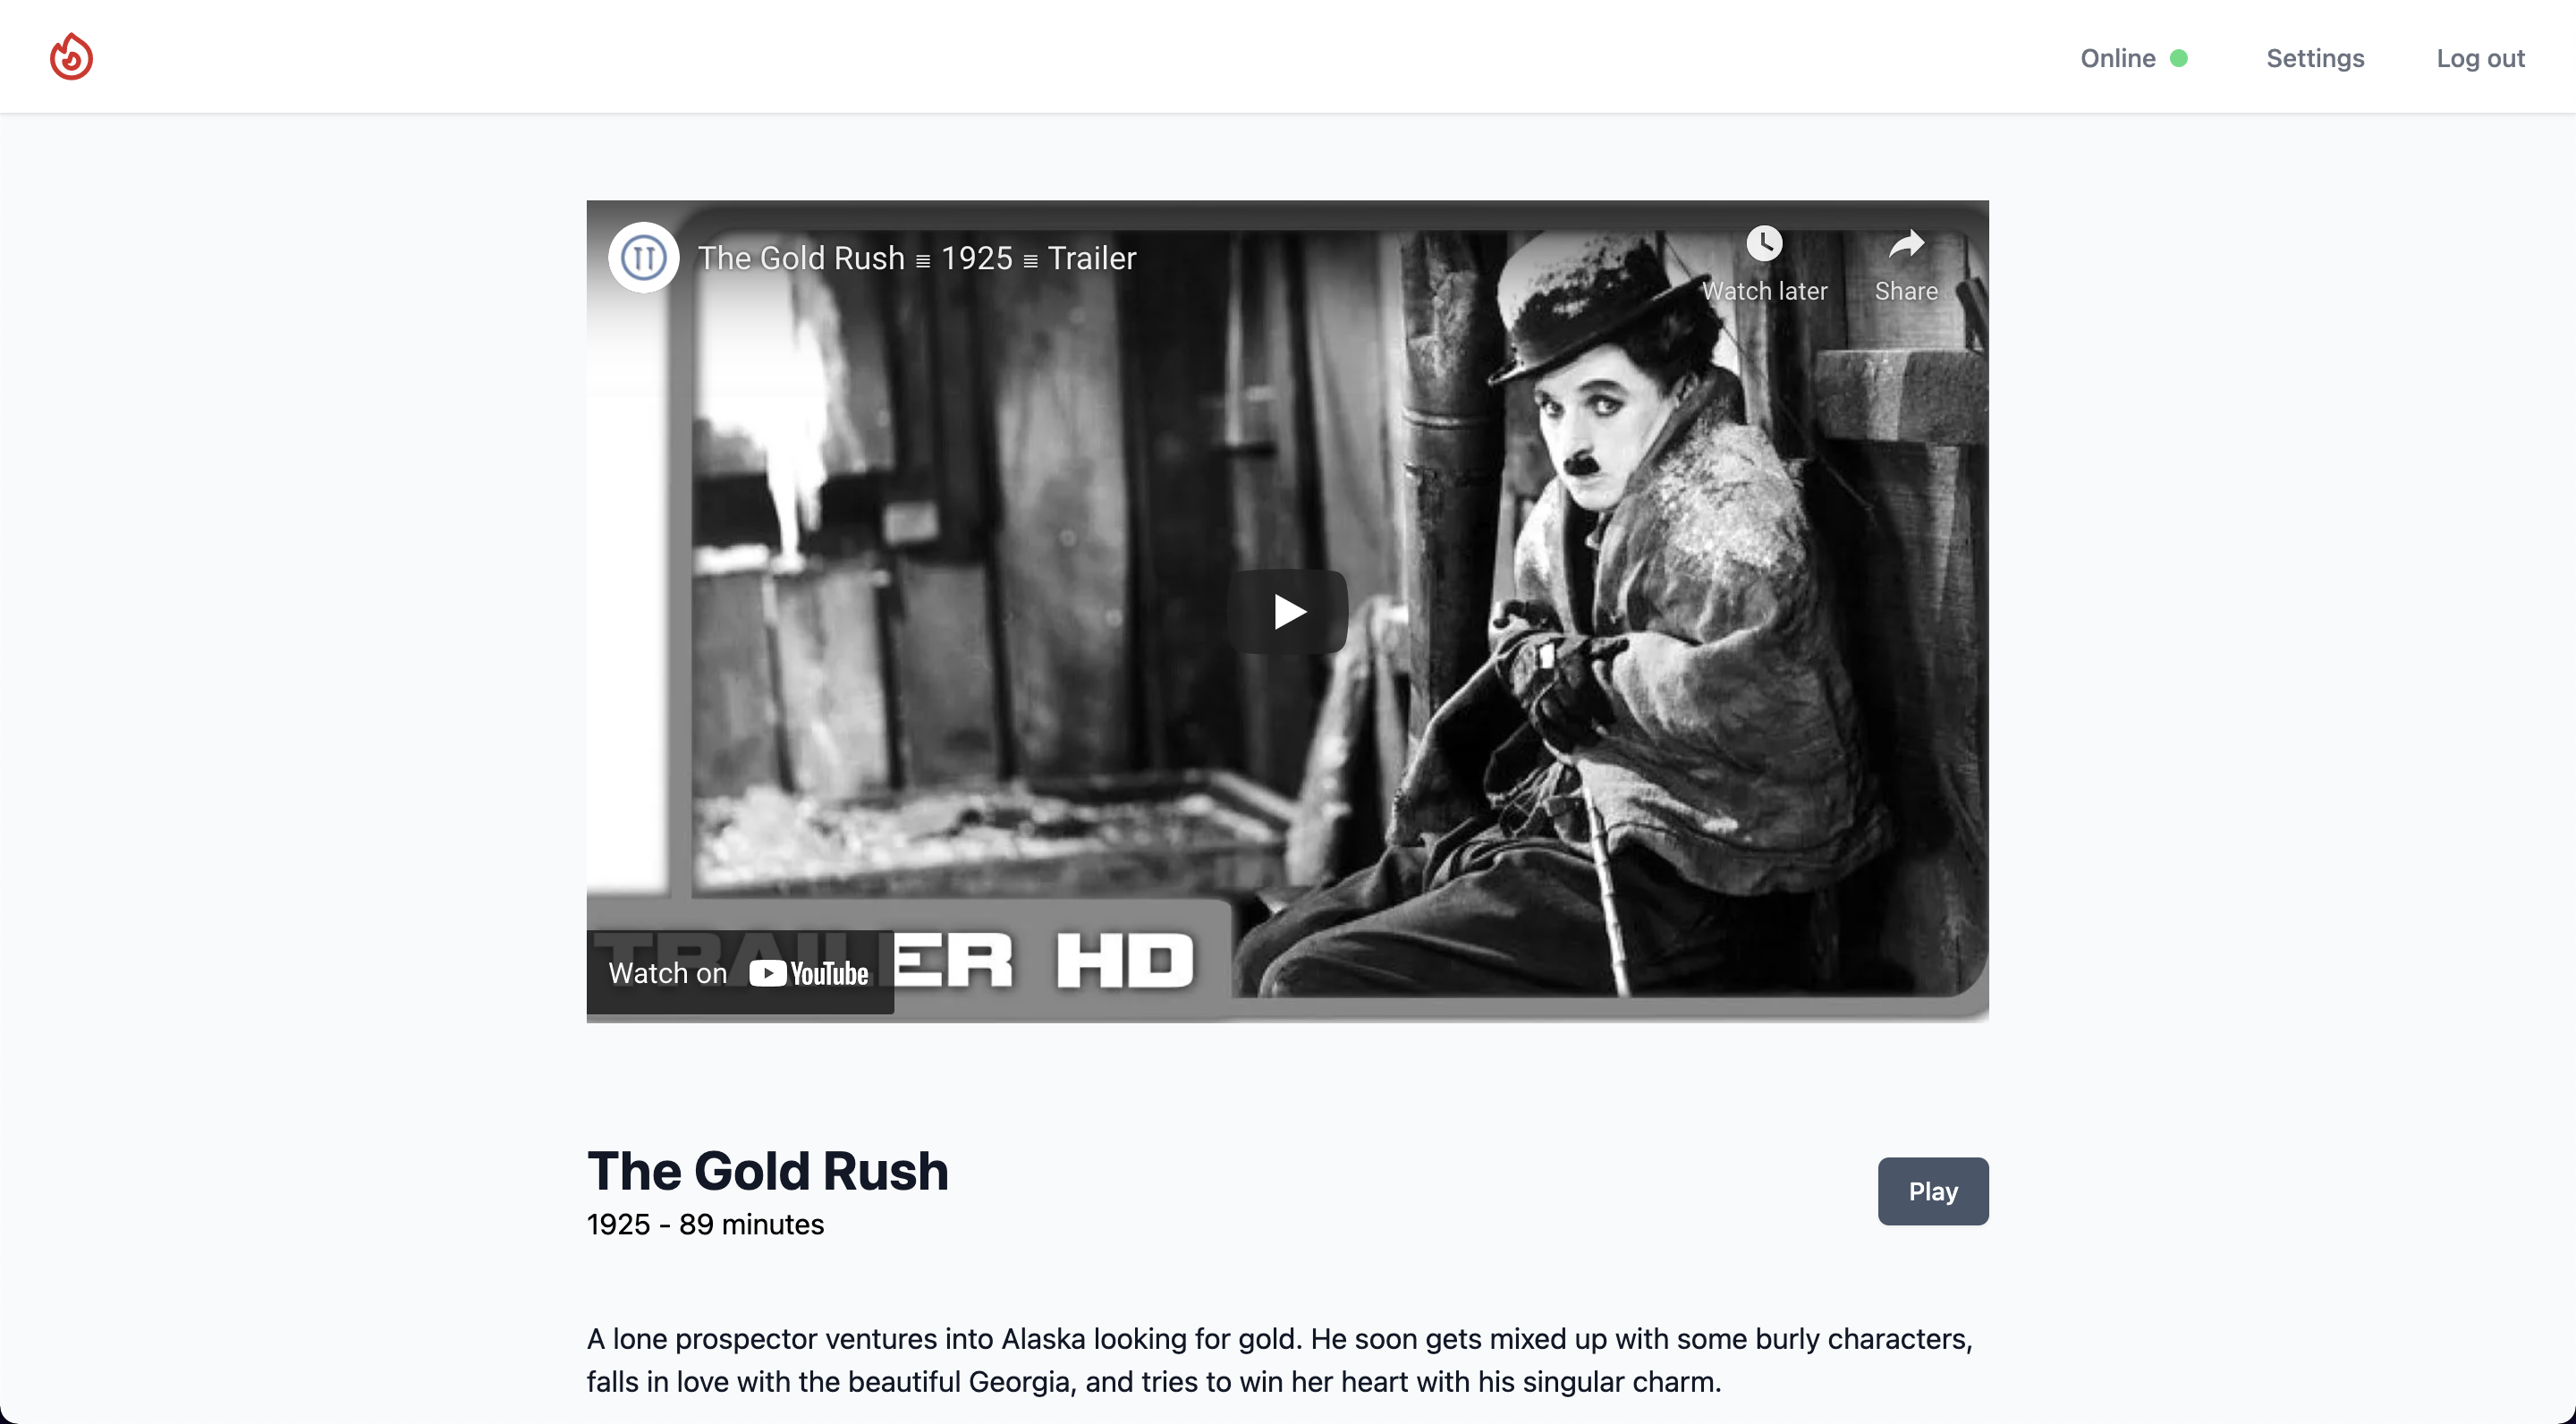 Online
Settings
Log out
The Gold Rush ≣ 1925 ≣ Trailer
Watch later
Share
TRAILER HD
Watch on YouTube
The Gold Rush
Play
1925 - 89 minutes
A lone prospector ventures into Alaska looking for gold. He soon gets mixed up with some burly characters,
falls in love with the beautiful Georgia, and tries to win her heart with his singular charm.